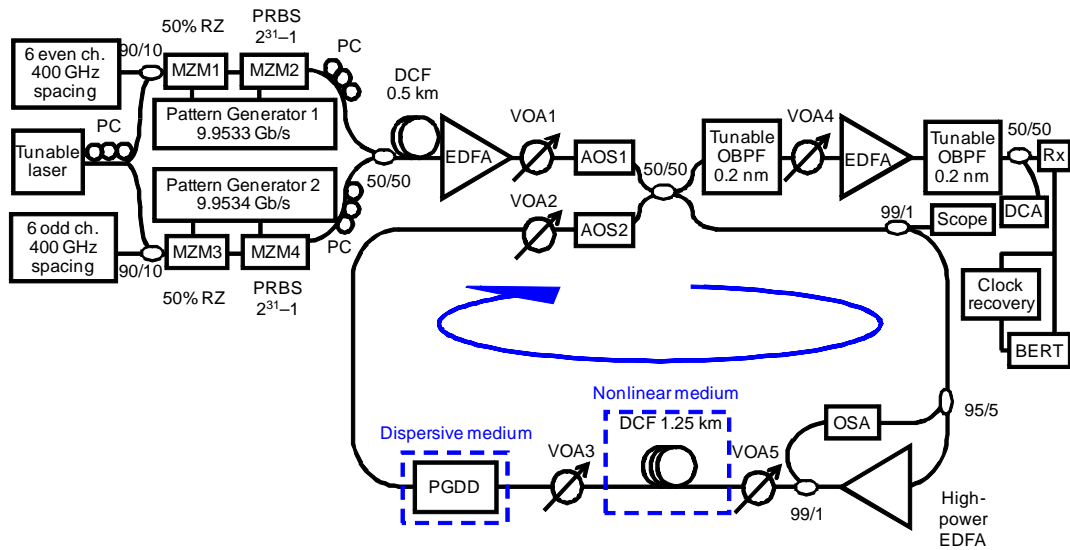 50% RZ
PRBS
2³¹–1
6 even ch.
400 GHz
spacing
90/10
MZM1
MZM2
PC
Pattern Generator 1
9.9533 Gb/s
PC
Tunable
laser
Pattern Generator 2
9.9534 Gb/s
6 odd ch.
400 GHz
spacing
90/10
MZM3
MZM4
PC
50% RZ
PRBS
2³¹–1
50/50
DCF
0.5 km
EDFA
VOA1
AOS1
VOA2
AOS2
50/50
Tunable
OBPF
0.2 nm
VOA4
EDFA
Tunable
OBPF
0.2 nm
50/50
Rx
DCA
99/1
Scope
Clock
recovery
BERT
95/5
OSA
Nonlinear medium
DCF 1.25 km
Dispersive medium
PGDD
VOA3
VOA5
99/1
High-
power
EDFA